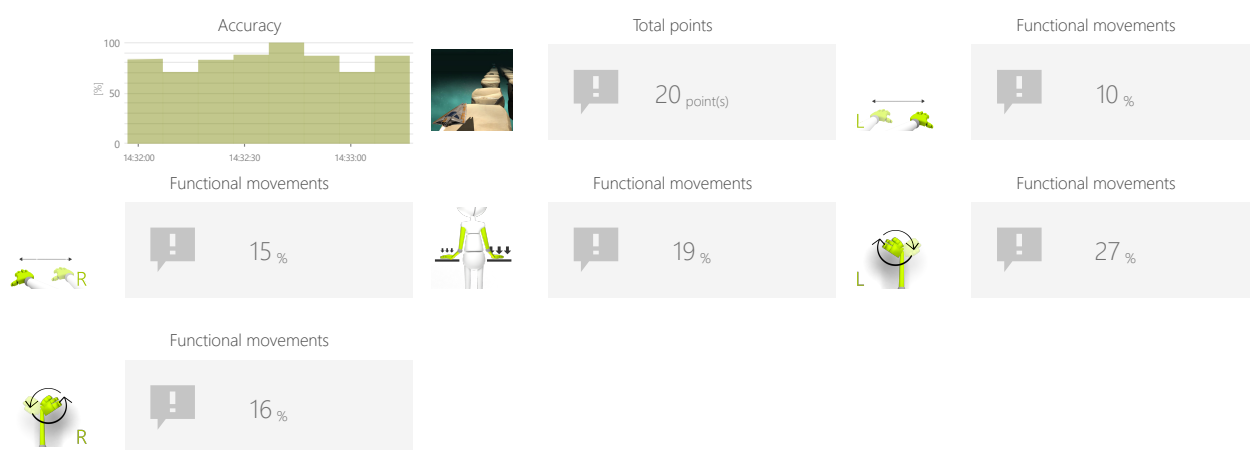 Accuracy
100
[%]
50
0
14:32:00
14:32:30
14:33:00
Total points
20 point(s)
Functional movements
L
10 %
Functional movements
R
15 %
Functional movements
19 %
Functional movements
L
27 %
Functional movements
R
16 %